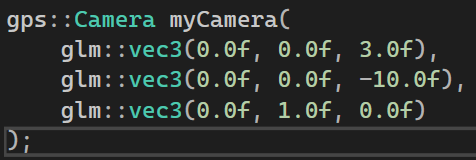 gps::Camera myCamera(
    glm::vec3(0.0f, 0.0f, 3.0f),
    glm::vec3(0.0f, 0.0f, -10.0f),
    glm::vec3(0.0f, 1.0f, 0.0f)
);